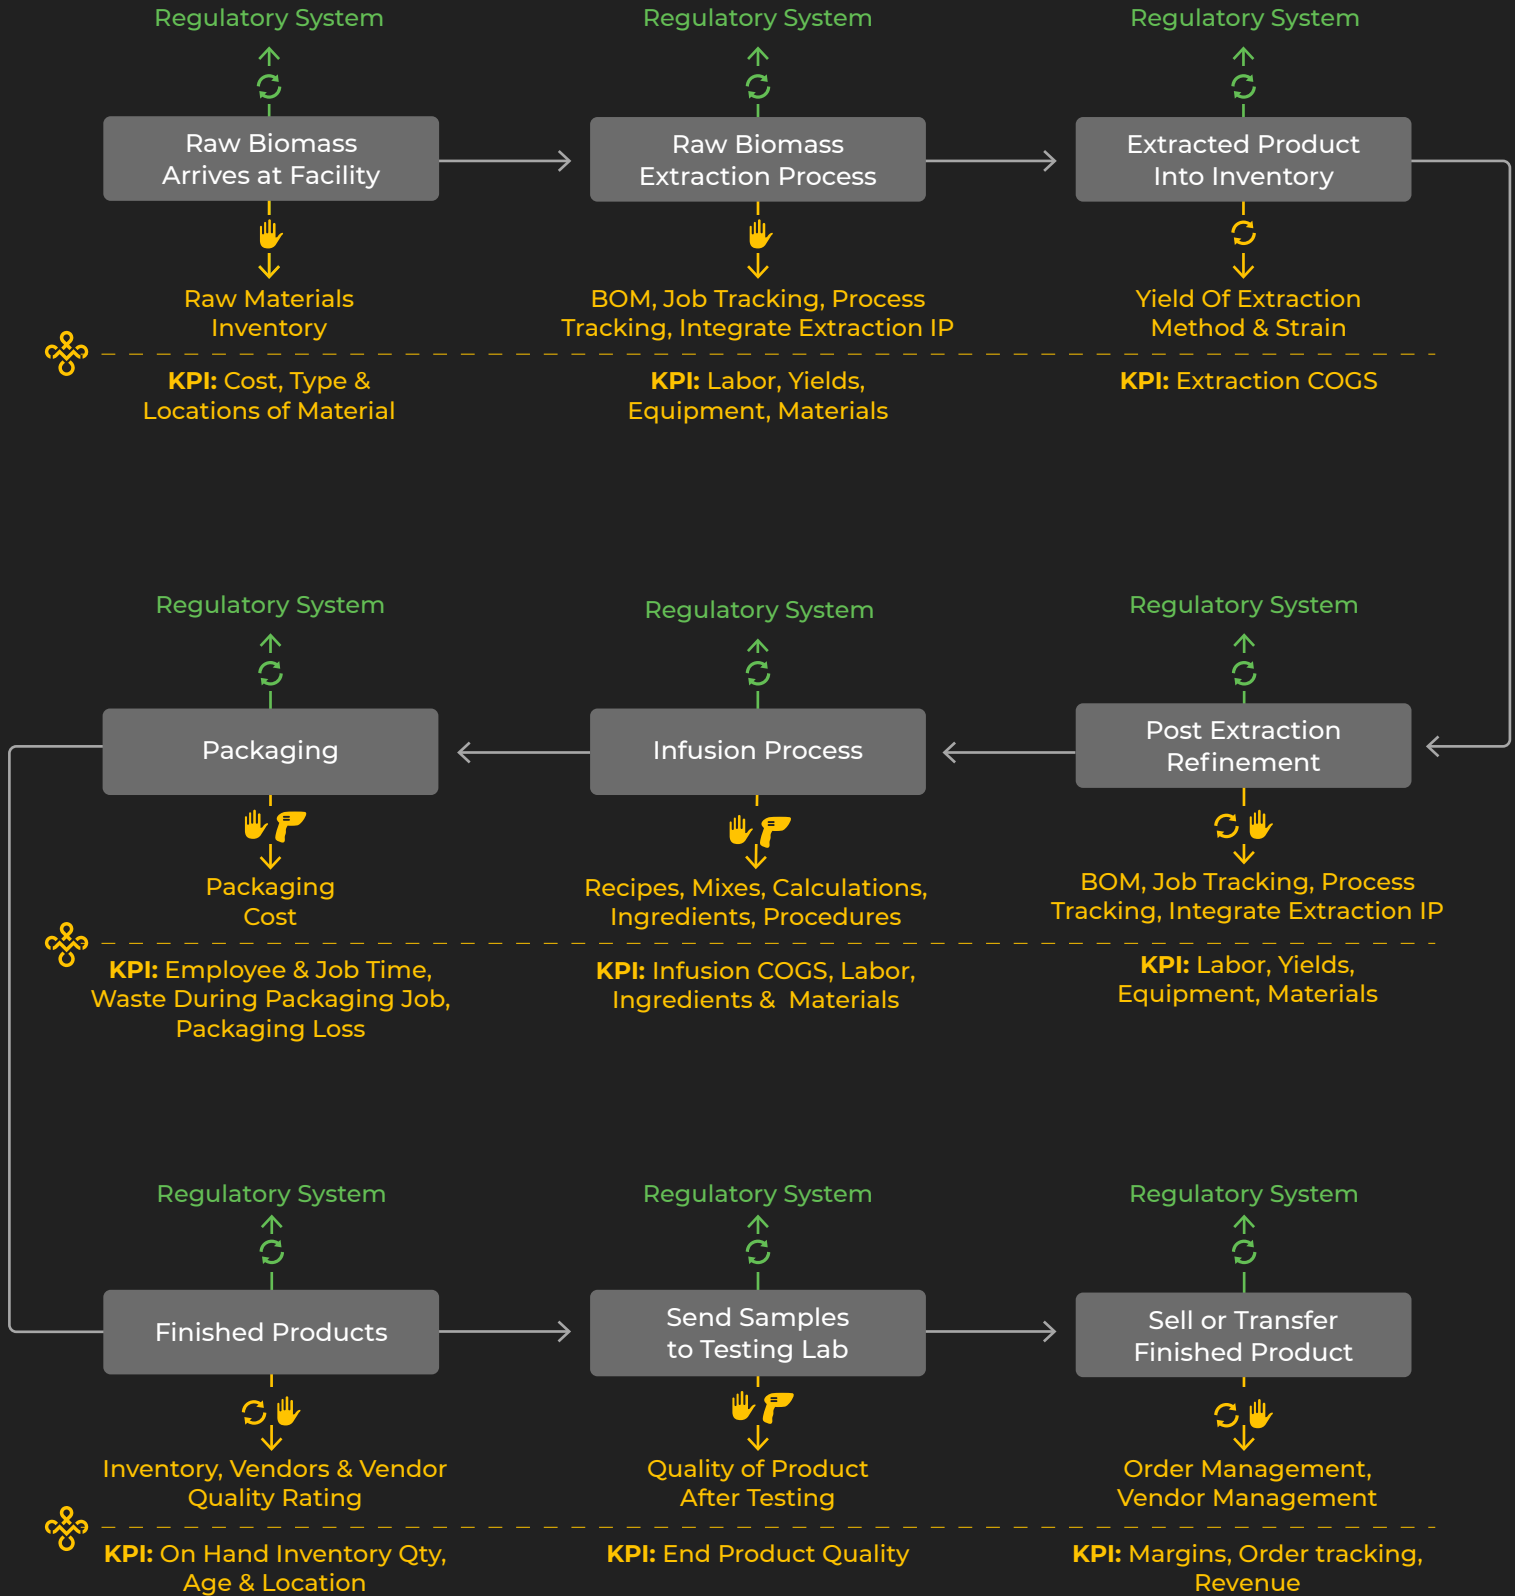 Regulatory System
Regulatory System
Regulatory System
Raw Biomass
Arrives at Facility
Raw Biomass
Extraction Process
Extracted Product
Into Inventory
Raw Materials
Inventory
BOM, Job Tracking, Process
Tracking, Integrate Extraction IP
Yield Of Extraction
Method & Strain
KPI: Cost, Type &
Locations of Material
KPI: Labor, Yields,
Equipment, Materials
KPI: Extraction COGS
Regulatory System
Regulatory System
Regulatory System
Packaging
Infusion Process
Post Extraction
Refinement
Packaging
Cost
Recipes, Mixes, Calculations,
Ingredients, Procedures
BOM, Job Tracking, Process
Tracking, Integrate Extraction IP
KPI: Employee & Job Time,
Waste During Packaging Job,
Packaging Loss
KPI: Infusion COGS, Labor,
Ingredients & Materials
KPI: Labor, Yields,
Equipment, Materials
Regulatory System
Regulatory System
Regulatory System
Finished Products
Send Samples
to Testing Lab
Sell or Transfer
Finished Product
Inventory, Vendors & Vendor
Quality Rating
Quality of Product
After Testing
Order Management,
Vendor Management
KPI: On Hand Inventory Qty,
Age & Location
KPI: End Product Quality
KPI: Margins, Order tracking,
Revenue